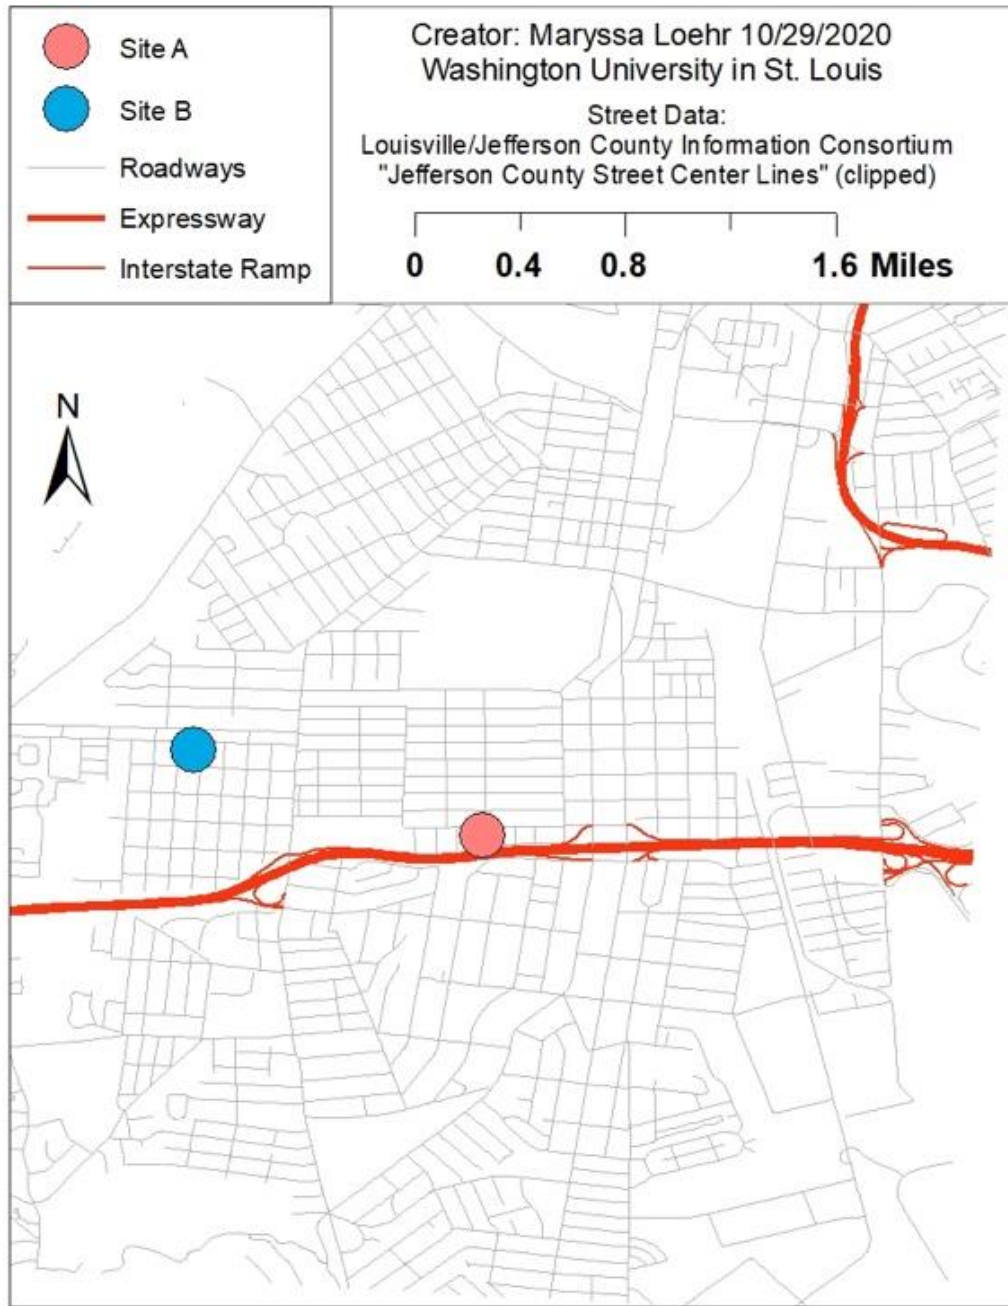 Site A
Site B
Roadways
Expressway
Interstate Ramp
Creator: Maryssa Loehr 10/29/2020
Washington University in St. Louis
Street Data:
Louisville/Jefferson County Information Consortium
"Jefferson County Street Center Lines" (clipped)
0 0.4 0.8 1.6 Miles
N